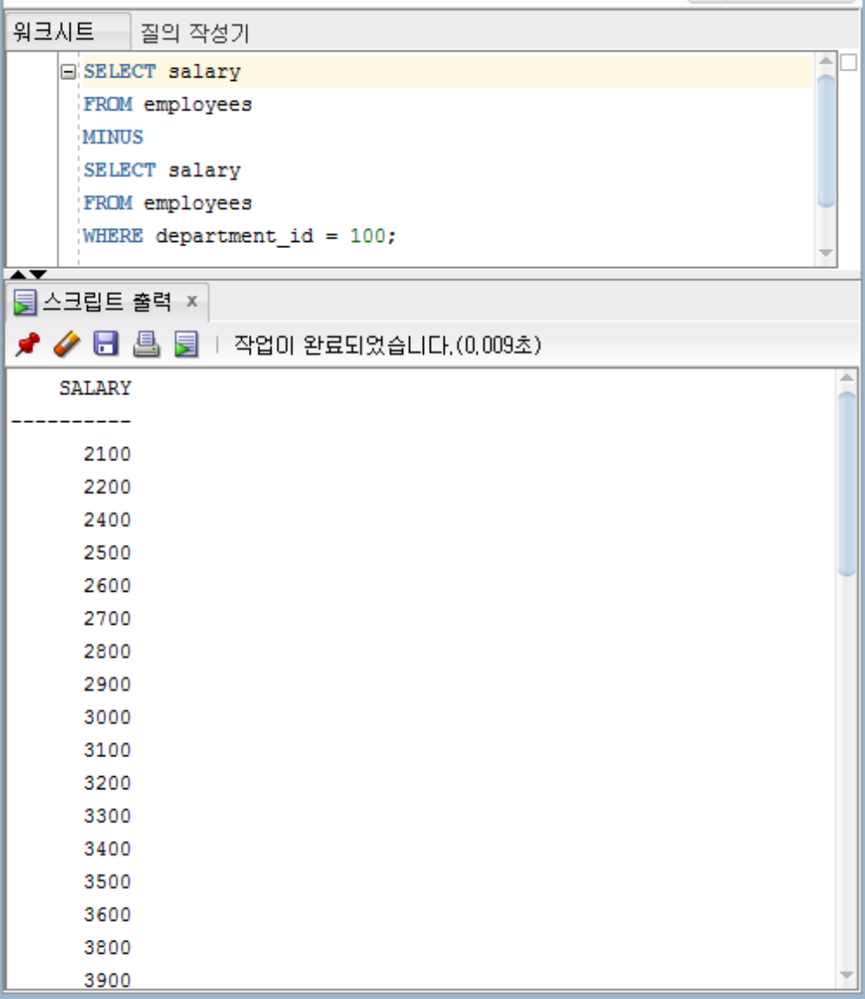 워크시트 질의 작성기
SELECT salary
FROM employees
MINUS
SELECT salary
FROM employees
WHERE department_id = 100;
스크립트 출력 x
작업이 완료되었습니다.(0,009초)
SALARY
----------
2100
2200
2400
2500
2600
2700
2800
2900
3000
3100
3200
3300
3400
3500
3600
3800
3900